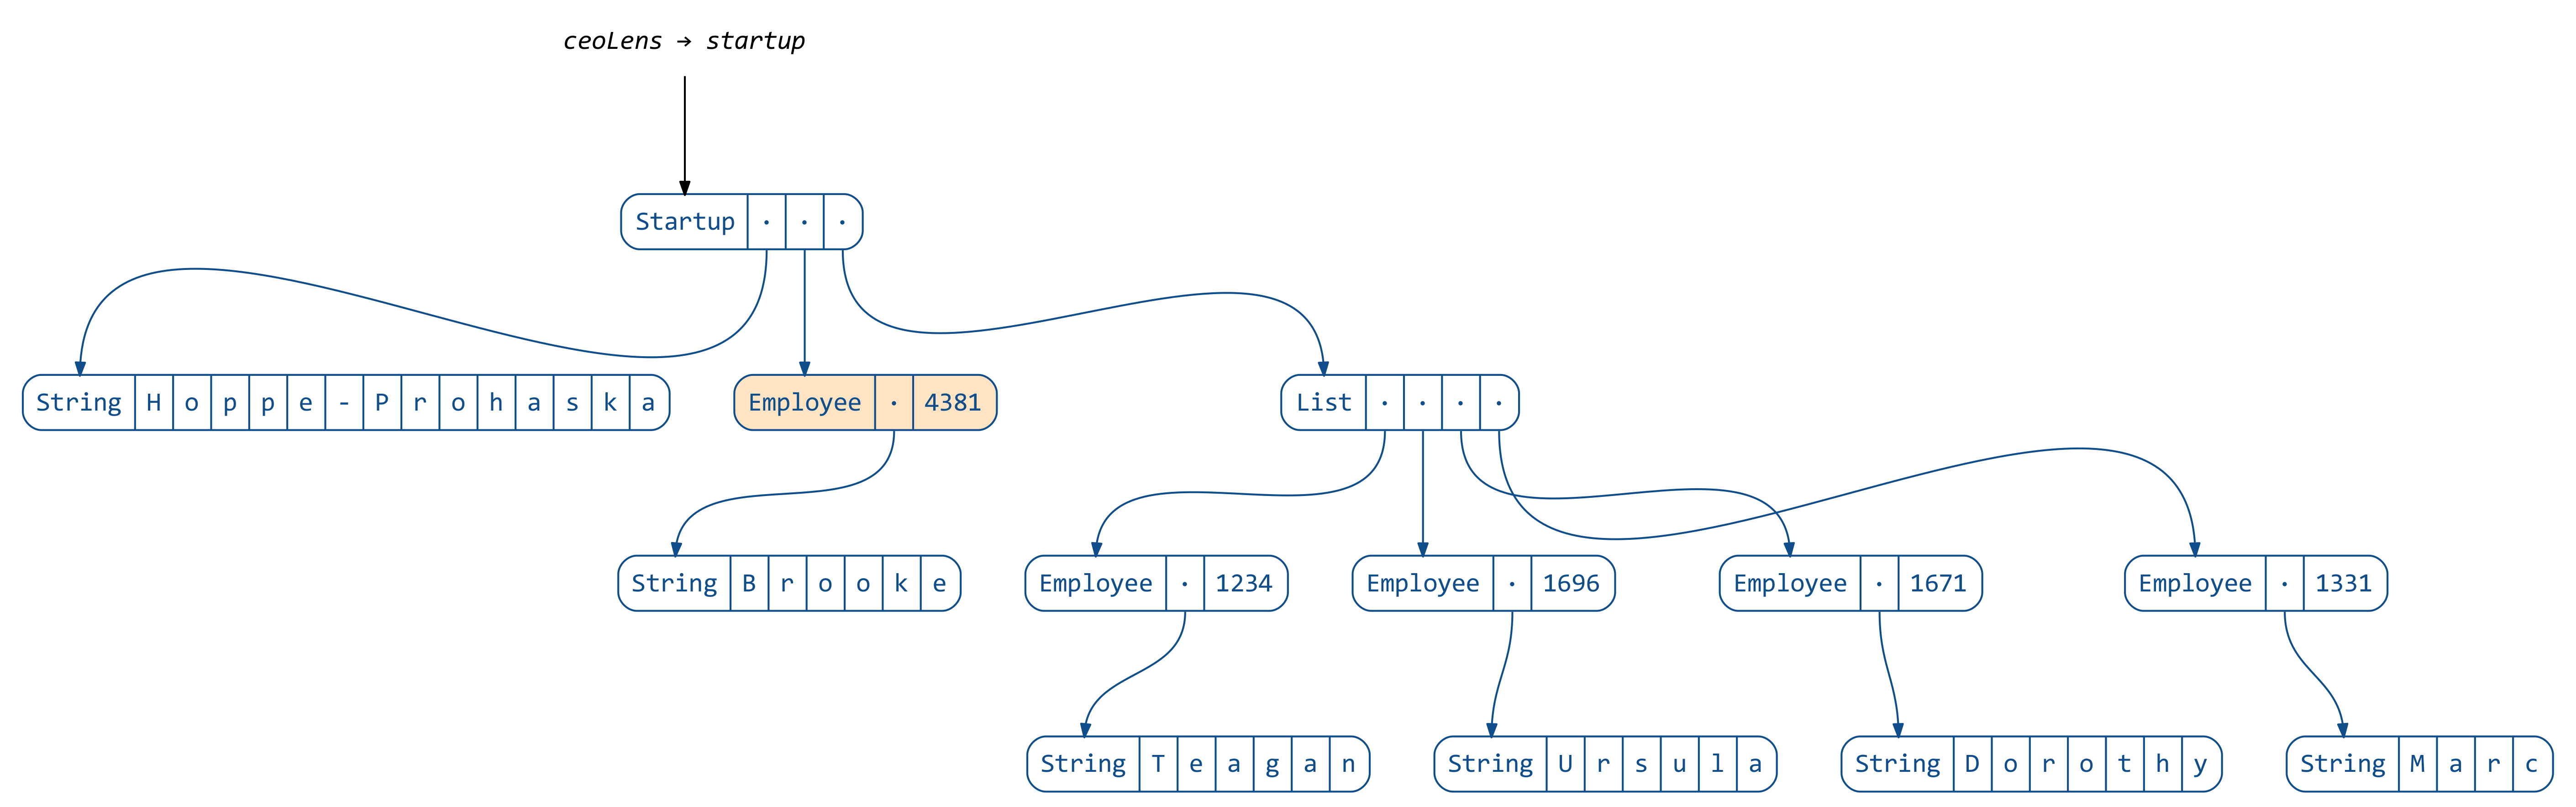 ceoLens → startup
Startup · · ·
String H o p p e - P r o h a s k a
Employee · 4381
List · · · ·
String B r o o k e
Employee · 1234
Employee · 1696
Employee · 1671
Employee · 1331
String T e a g a n
String U r s u l a
String D o r o t h y
String M a r c